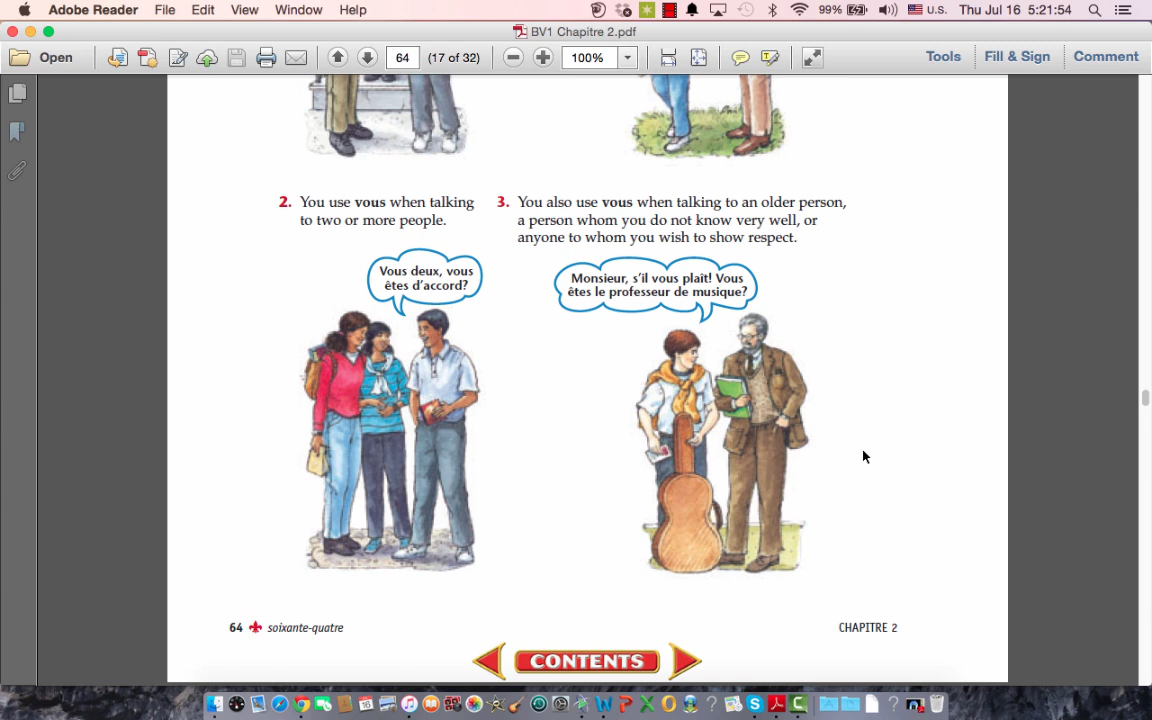 Adobe Reader File Edit View Window Help 99% U.S. Thu Jul 16 5:21:54
BV1 Chapitre 2.pdf
Open 64 (17 of 32) 100% Tools Fill & Sign Comment
2. You use vous when talking
to two or more people.
3. You also use vous when talking to an older person,
a person whom you do not know very well, or
anyone to whom you wish to show respect.
Vous deux, vous
êtes d'accord?
Monsieur, s'il vous plaît! Vous
êtes le professeur de musique?
64 soixante-quatre CHAPITRE 2
CONTENTS